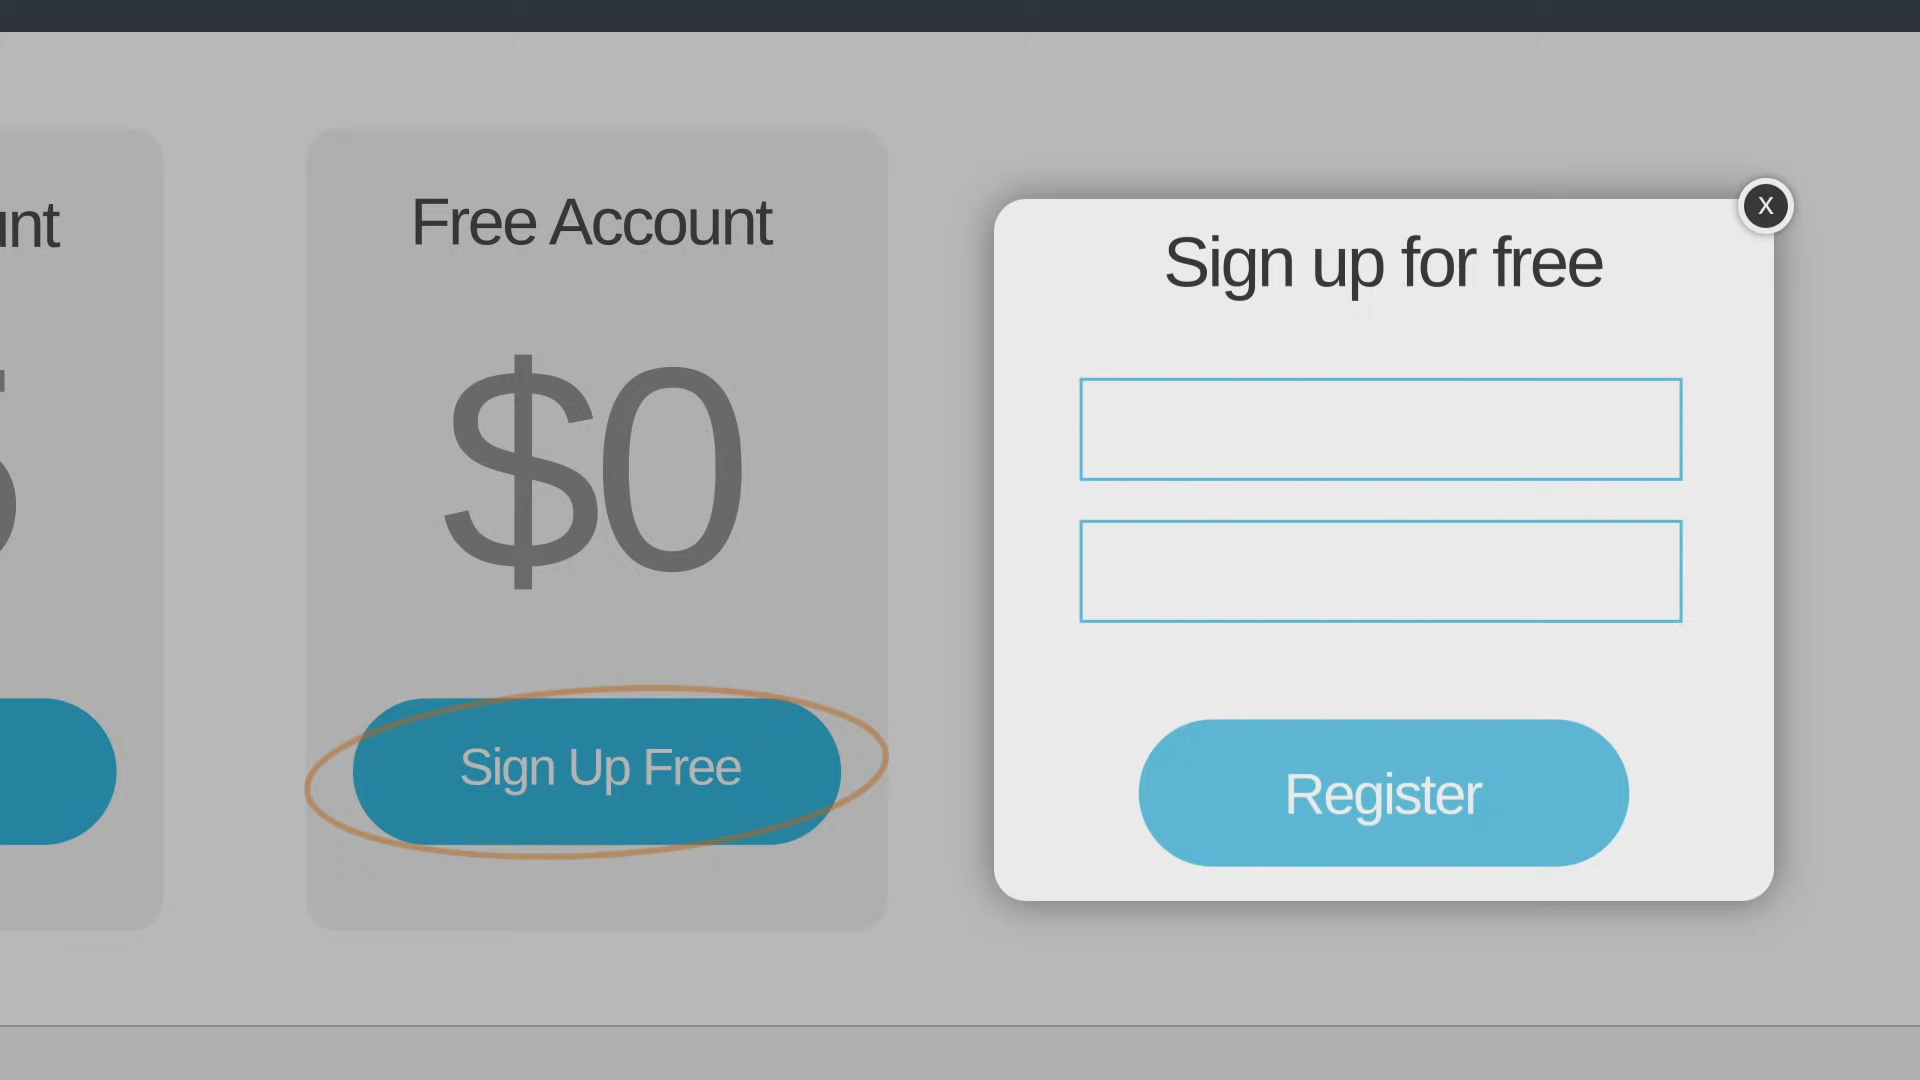 unt
Free Account
$0
Sign Up Free
x
Sign up for free
Register